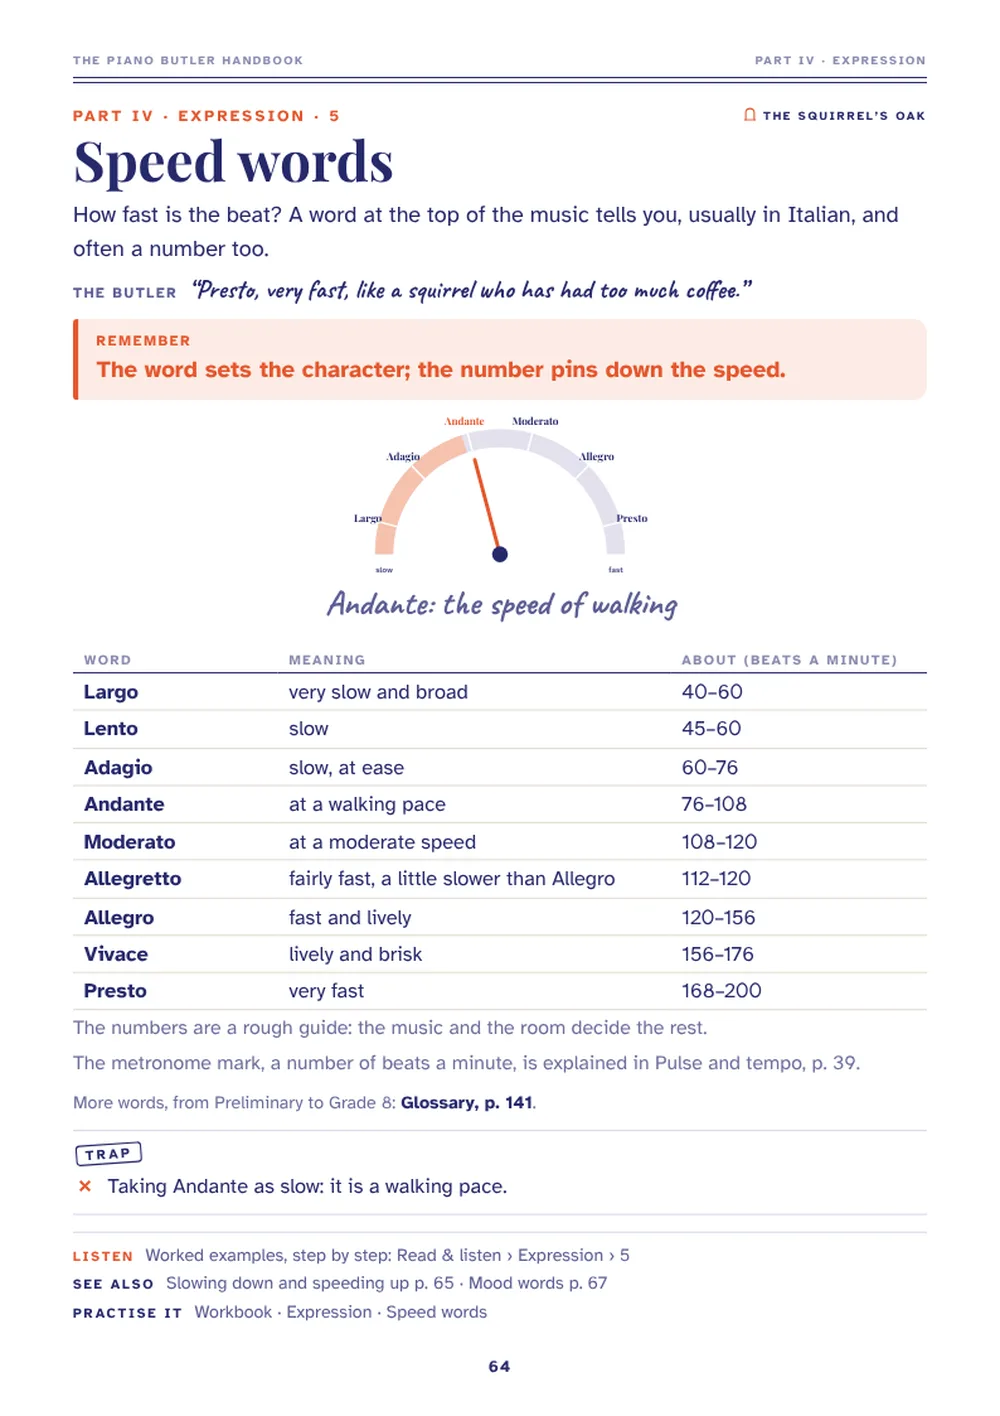 THE PIANO BUTLER HANDBOOK
PART IV · EXPRESSION
PART IV · EXPRESSION · 5
THE SQUIRREL'S OAK
Speed words
How fast is the beat? A word at the top of the music tells you, usually in Italian, and
often a number too.
THE BUTLER “Presto, very fast, like a squirrel who has had too much coffee.”
REMEMBER
The word sets the character; the number pins down the speed.
Andante Moderato
Adagio Allegro
Largo Presto
slow fast
Andante: the speed of walking
WORD MEANING ABOUT (BEATS A MINUTE)
Largo very slow and broad 40–60
Lento slow 45–60
Adagio slow, at ease 60–76
Andante at a walking pace 76–108
Moderato at a moderate speed 108–120
Allegretto fairly fast, a little slower than Allegro 112–120
Allegro fast and lively 120–156
Vivace lively and brisk 156–176
Presto very fast 168–200
The numbers are a rough guide: the music and the room decide the rest.
The metronome mark, a number of beats a minute, is explained in Pulse and tempo, p. 39.
More words, from Preliminary to Grade 8: Glossary, p. 141.
TRAP
× Taking Andante as slow: it is a walking pace.
LISTEN Worked examples, step by step: Read & listen › Expression › 5
SEE ALSO Slowing down and speeding up p. 65 · Mood words p. 67
PRACTISE IT Workbook · Expression · Speed words
64